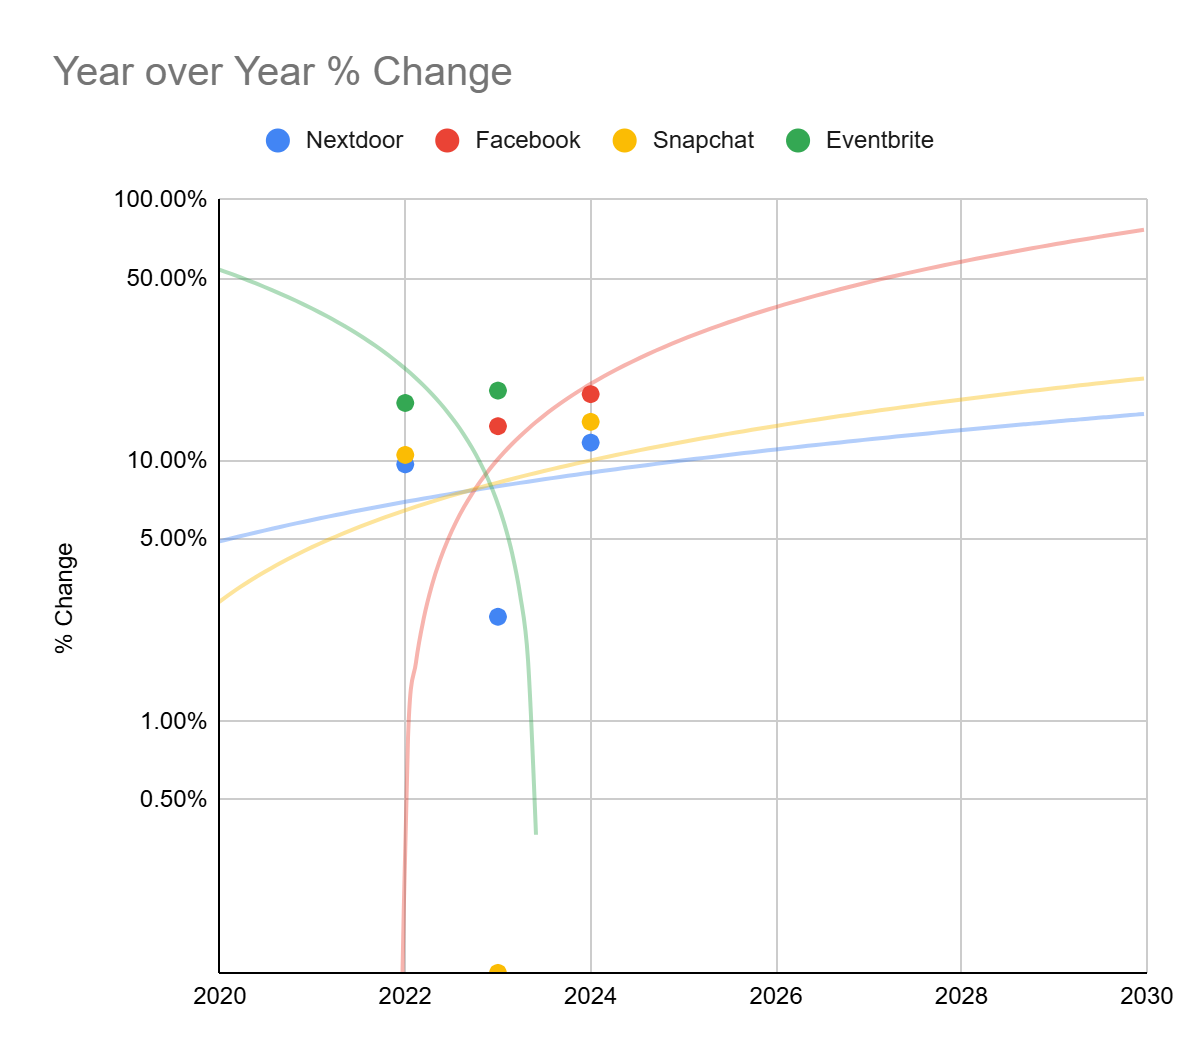 Year over Year % Change
Nextdoor Facebook Snapchat Eventbrite
100.00%
50.00%
10.00%
5.00%
1.00%
0.50%
% Change
2020 2022 2024 2026 2028 2030